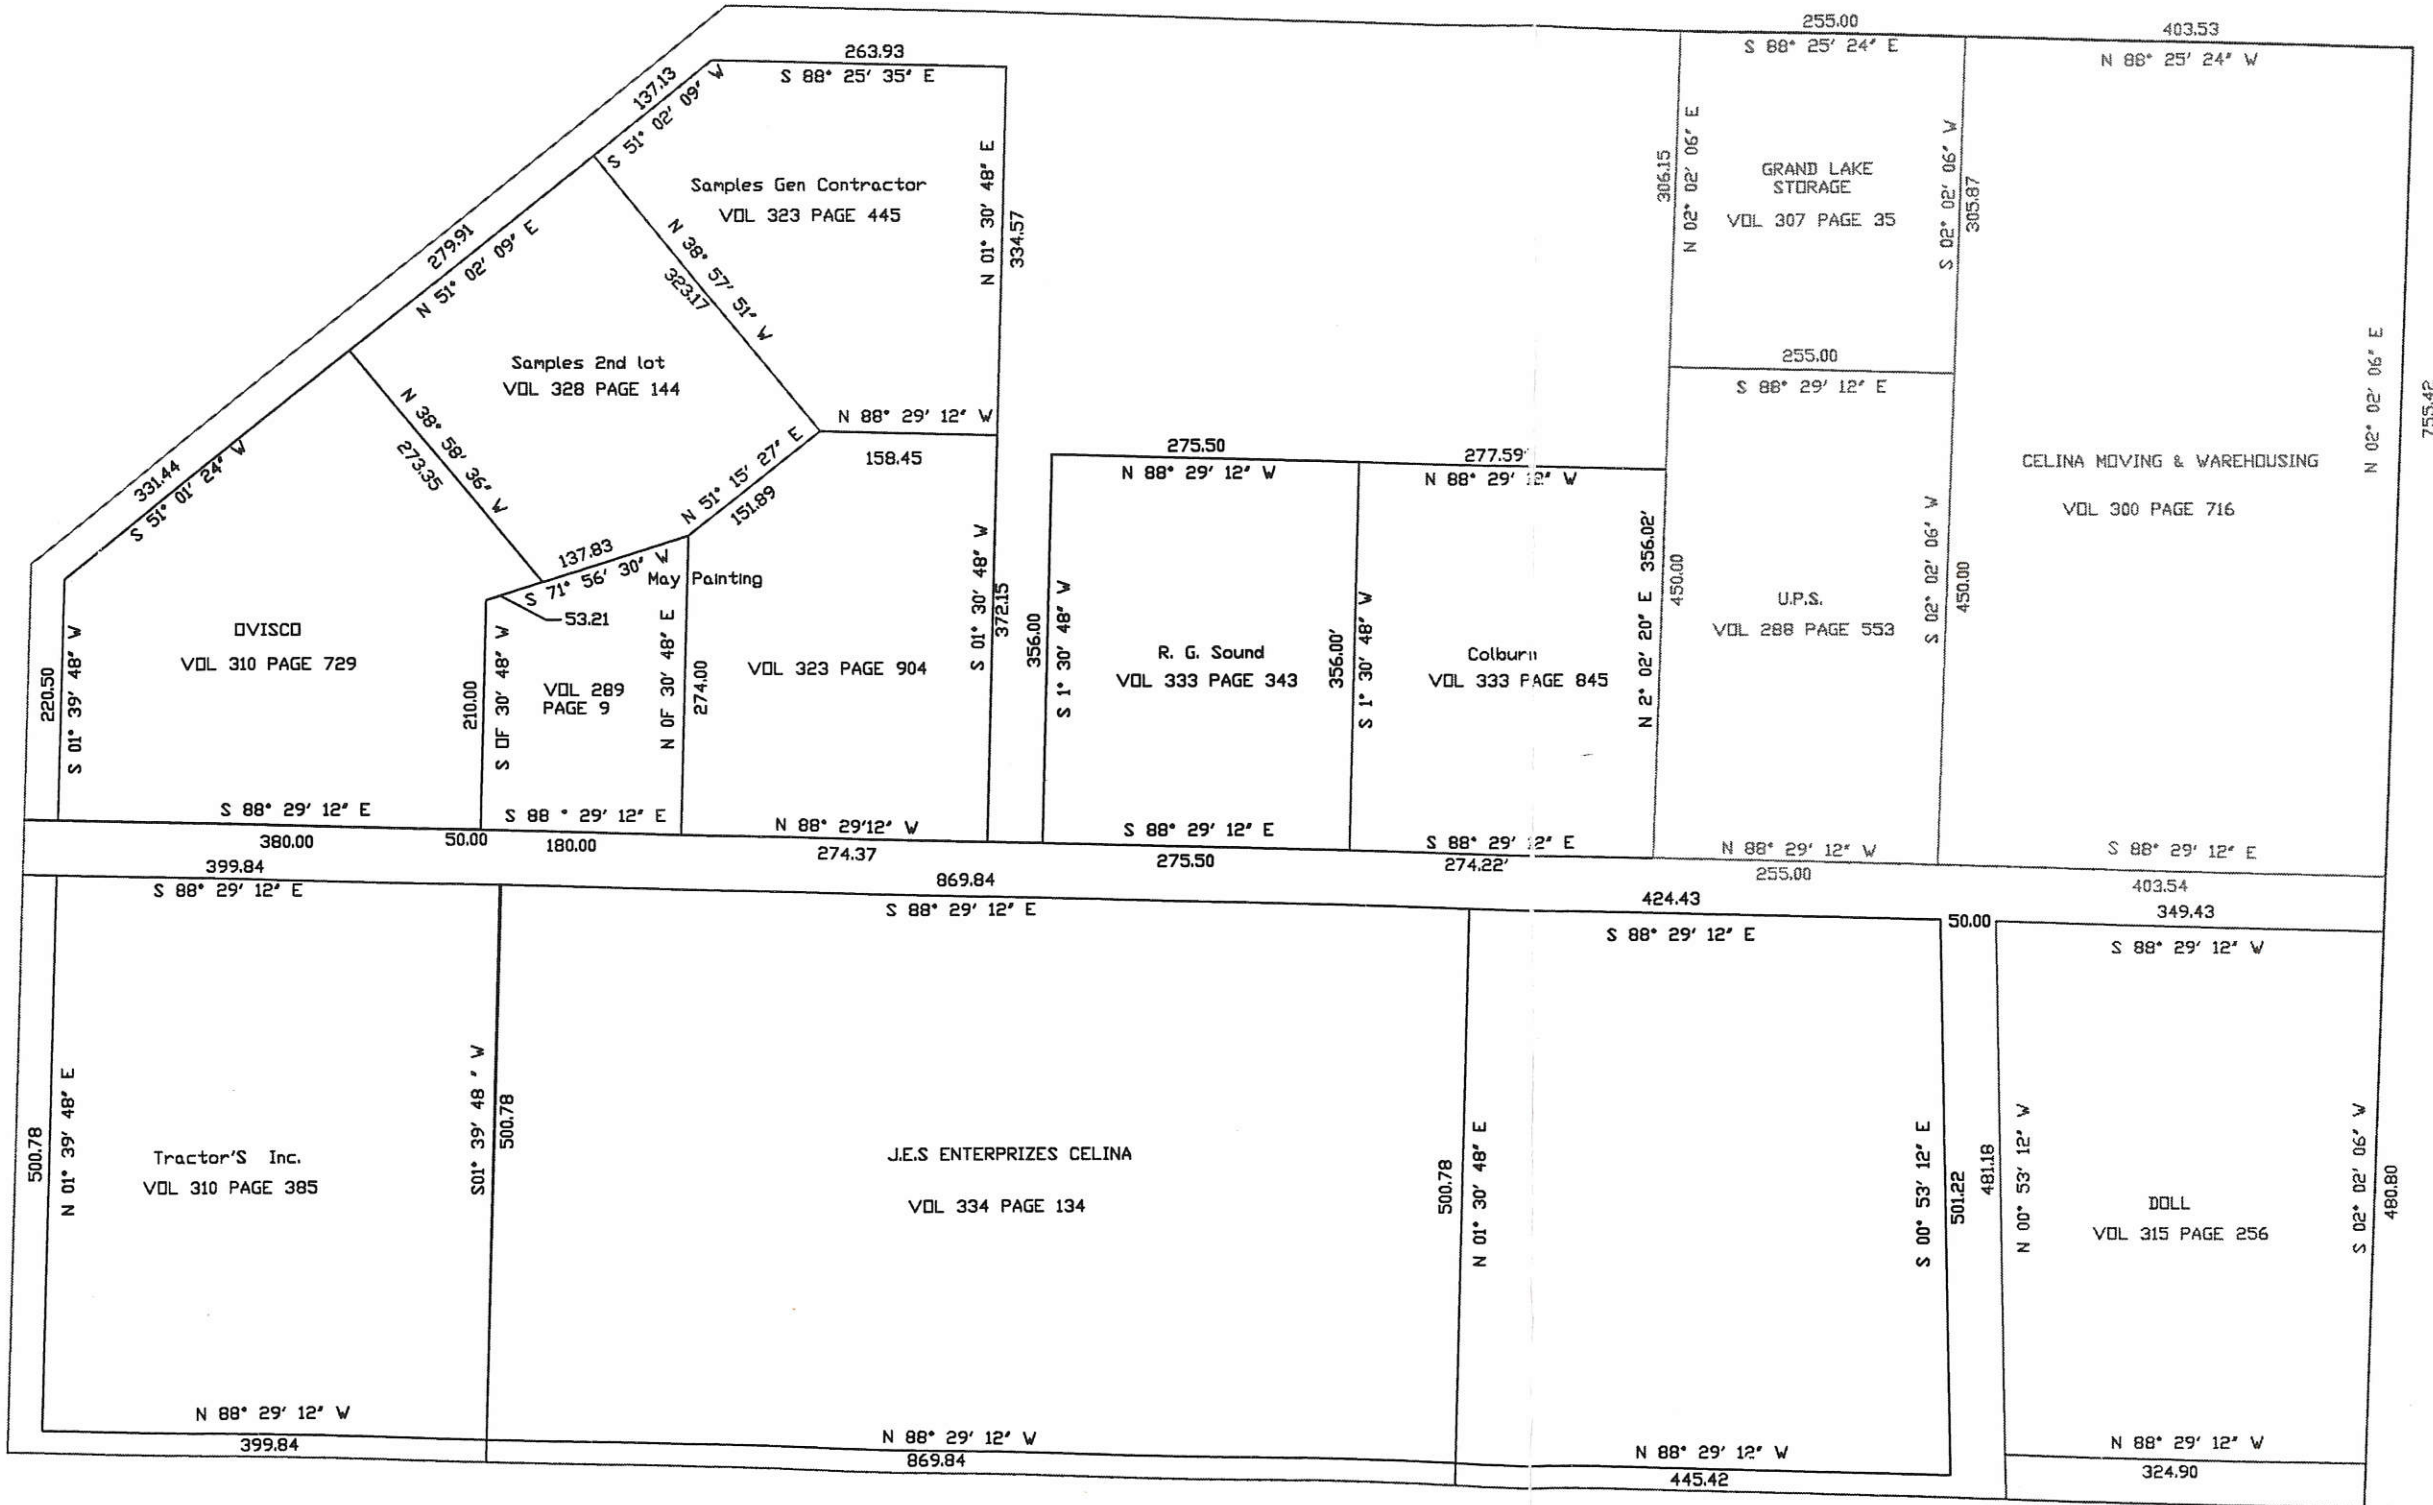 255.00
S 88° 25' 24" E
403.53
N 88° 25' 24" W
263.93
S 88° 25' 35" E
137.13
S 51° 02' 09" W
Samples Gen Contractor
VOL 323 PAGE 445
N 01° 30' 48" E
334.57
306.15
N 02° 02' 06" E
GRAND LAKE
STORAGE
VOL 307 PAGE 35
S 02° 02' 06" W
305.87
279.91
N 51° 02' 09" E
N 38° 57' 51" W
323.17
Samples 2nd lot
VOL 328 PAGE 144
255.00
S 88° 29' 12" E
N 02° 02' 06" E
755.42
CELINA MOVING & WAREHOUSING
VOL 300 PAGE 716
331.44
S 51° 01' 24" W
N 38° 58' 36" W
273.35
N 51° 15' 27" E
151.89
N 88° 29' 12" W
158.45
275.50
N 88° 29' 12" W
277.59'
N 88° 29' 12" W
137.83
S 71° 56' 30" W
May Painting
53.21
220.50
S 01° 39' 48" W
OVISCO
VOL 310 PAGE 729
210.00
S OF 30' 48" W
VOL 289
PAGE 9
N OF 30' 48" E
274.00
VOL 323 PAGE 904
S 01° 30' 48" W
372.15
356.00
S 1° 30' 48" W
R. G. Sound
VOL 333 PAGE 343
356.00'
S 1° 30' 48" W
Colburn
VOL 333 PAGE 845
N 2° 02' 20" E 356.02'
450.00
U.P.S.
VOL 288 PAGE 553
S 02° 02' 06" W
450.00
S 88° 29' 12" E
380.00
50.00
S 88 ° 29' 12" E
180.00
N 88° 29'12" W
274.37
S 88° 29' 12" E
275.50
S 88° 29' 12" E
274.22'
N 88° 29' 12" W
255.00
S 88° 29' 12" E
403.54
399.84
S 88° 29' 12" E
869.84
S 88° 29' 12" E
424.43
S 88° 29' 12" E
50.00
349.43
S 88° 29' 12" W
500.78
N 01° 39' 48" E
Tractor'S Inc.
VOL 310 PAGE 385
S01° 39' 48 " W
500.78
J.E.S ENTERPRIZES CELINA
VOL 334 PAGE 134
500.78
N 01° 30' 48" E
S 00° 53' 12" E
501.22
481.18
N 00° 53' 12" W
DOLL
VOL 315 PAGE 256
S 02° 02' 06" W
480.80
N 88° 29' 12" W
399.84
N 88° 29' 12" W
869.84
N 88° 29' 12" W
445.42
N 88° 29' 12" W
324.90